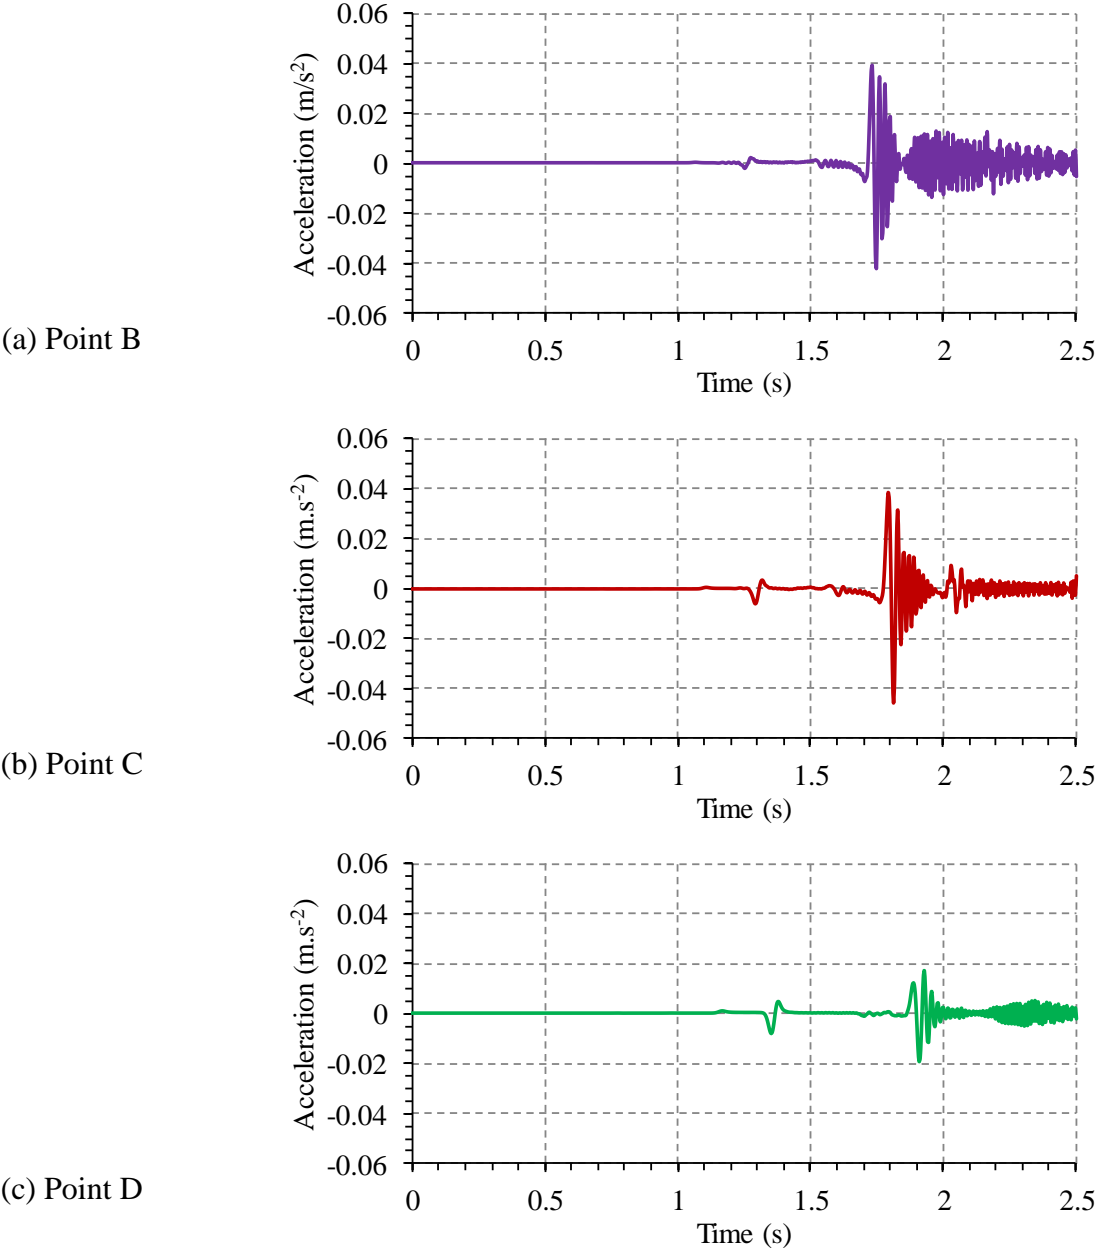 0.06
0.04
0.02
0
-0.02
-0.04
-0.06
Acceleration (m/s²)
0 0.5 1 1.5 2 2.5
Time (s)
(a) Point B
0.06
0.04
0.02
0
-0.02
-0.04
-0.06
Acceleration (m.s⁻²)
0 0.5 1 1.5 2 2.5
Time (s)
(b) Point C
0.06
0.04
0.02
0
-0.02
-0.04
-0.06
Acceleration (m.s⁻²)
0 0.5 1 1.5 2 2.5
Time (s)
(c) Point D